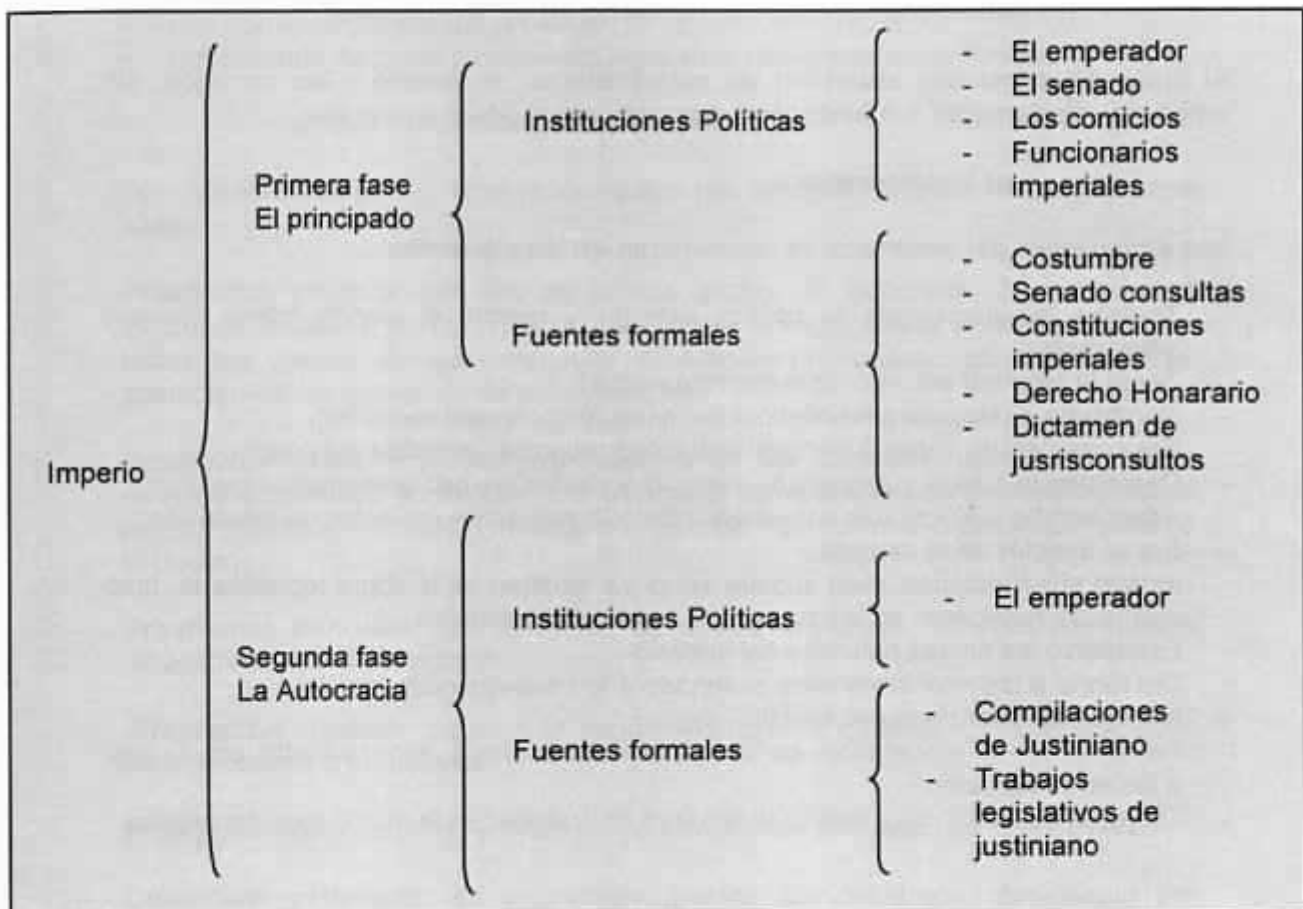 Imperio
Primera fase
El principado
Instituciones Políticas
- El emperador
- El senado
- Los comicios
- Funcionarios
imperiales
Fuentes formales
- Costumbre
- Senado consultas
- Constituciones
imperiales
- Derecho Honarario
- Dictamen de
jusrisconsultos
Segunda fase
La Autocracia
Instituciones Políticas
- El emperador
Fuentes formales
- Compilaciones
de Justiniano
- Trabajos
legislativos de
justiniano